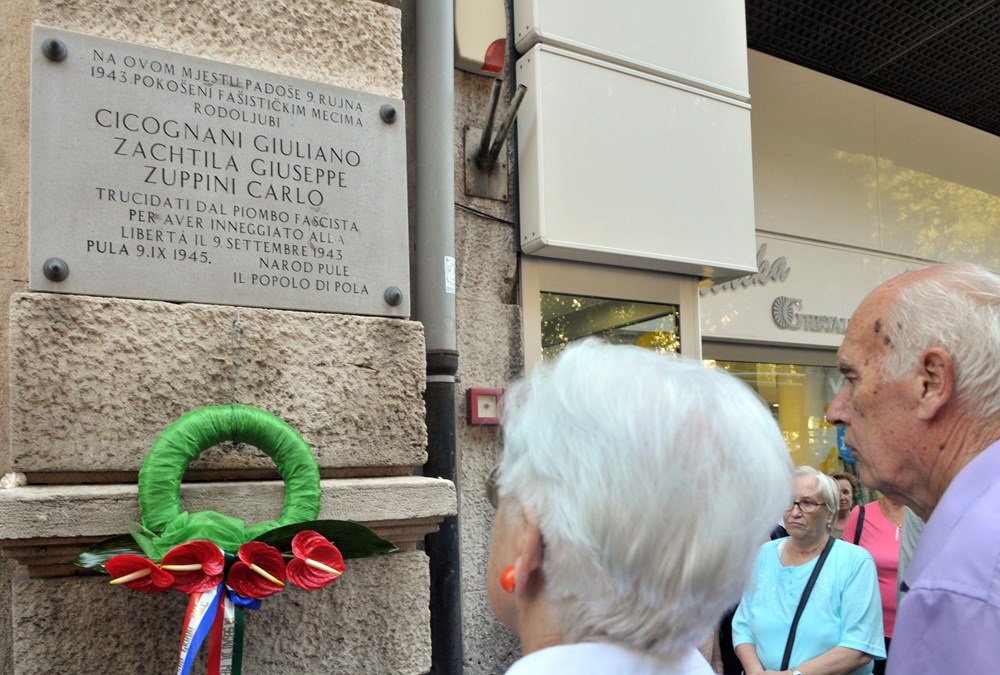 NA OVOM MJESTU PADOŠE 9. RUJNA
1943. POKOŠENI FAŠISTIČKIM MECIMA
RODOLJUBI
CICOGNANI GIULIANO
ZACHTILA GIUSEPPE
ZUPPINI CARLO
TRUCIDATI DAL PIOMBO FASCISTA
PER AVER INNEGGIATO ALLA
LIBERTÀ IL 9. SETTEMBRE 1943
PULA 9.IX 1945. NAROD PULE
IL POPOLO DI POLA